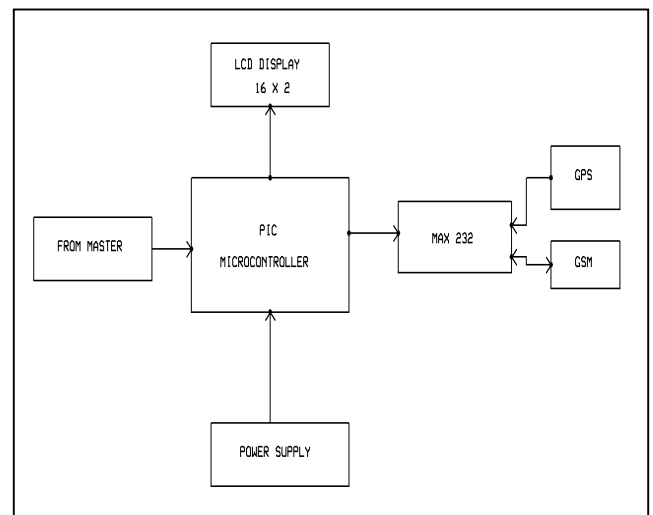 LCD DISPLAY
16 X 2
GPS
PIC
MICROCONTROLLER
FROM MASTER
MAX 232
GSM
POWER SUPPLY